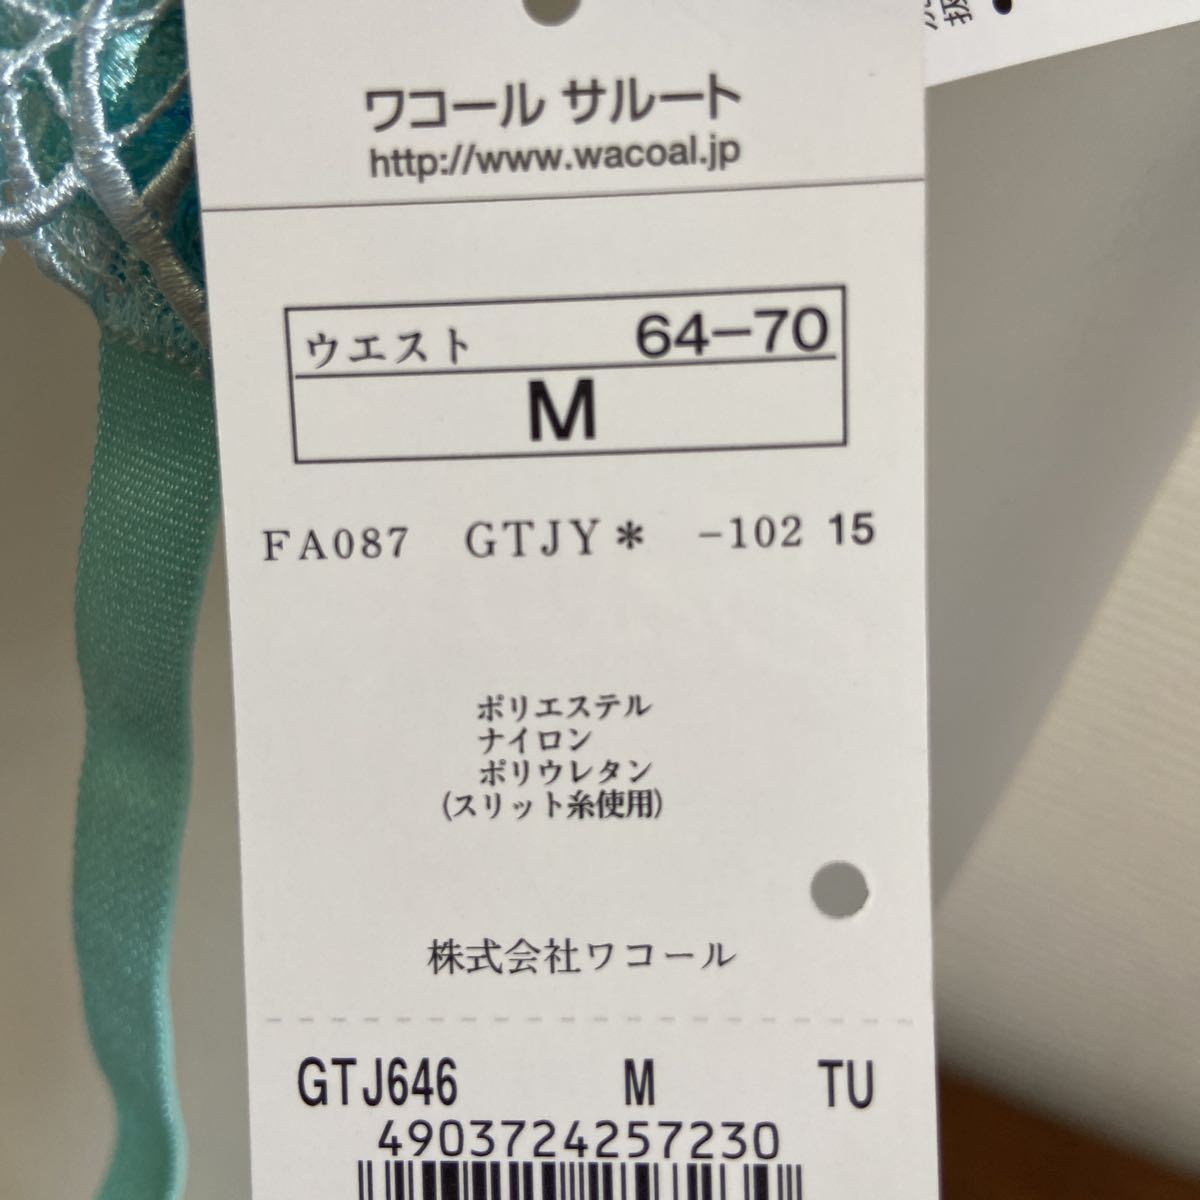 ワコール サルート
http://www.wacoal.jp
ウエスト 64-70
M
FA087 GTJY* -102 15
ポリエステル
ナイロン
ポリウレタン
(スリット糸使用)
株式会社ワコール
GTJ646 M TU
4903724257230